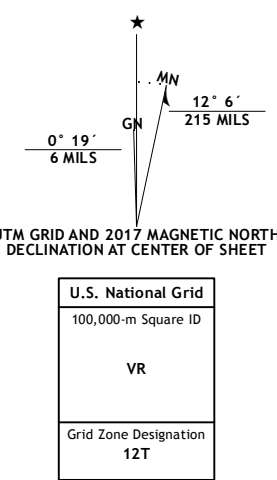 ★
MN
GN
12° 6´
215 MILS
0° 19´
6 MILS
UTM GRID AND 2017 MAGNETIC NORTH
DECLINATION AT CENTER OF SHEET
U.S. National Grid
100,000-m Square ID
VR
Grid Zone Designation
12T